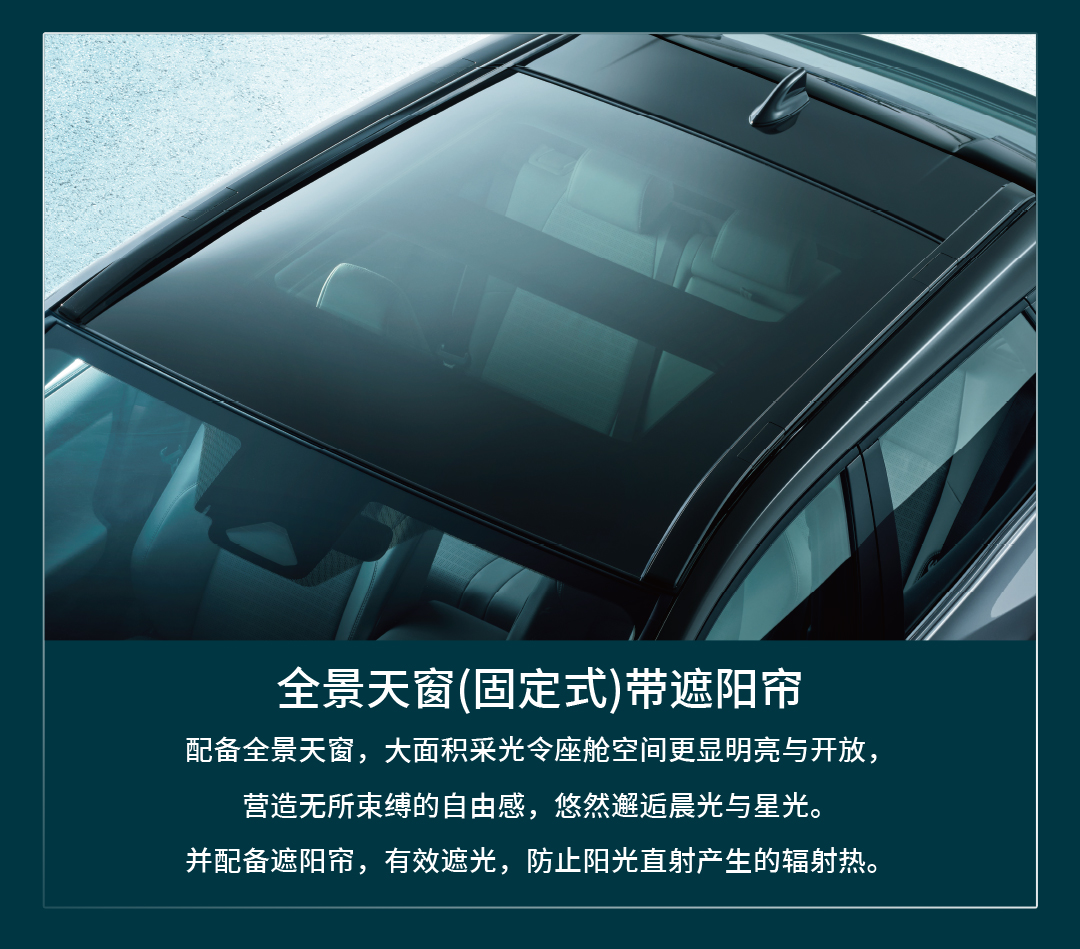 全景天窗(固定式)带遮阳帘
配备全景天窗，大面积采光令座舱空间更显明亮与开放，
营造无所束缚的自由感，悠然邂逅晨光与星光。
并配备遮阳帘，有效遮光，防止阳光直射产生的辐射热。